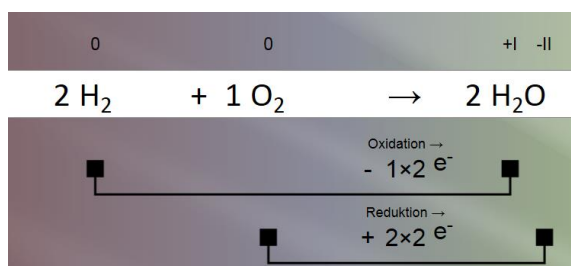 0 0 +I -II
2 H₂ + 1 O₂ → 2 H₂O
Oxidation →
- 1×2 e⁻
Reduktion →
+ 2×2 e⁻